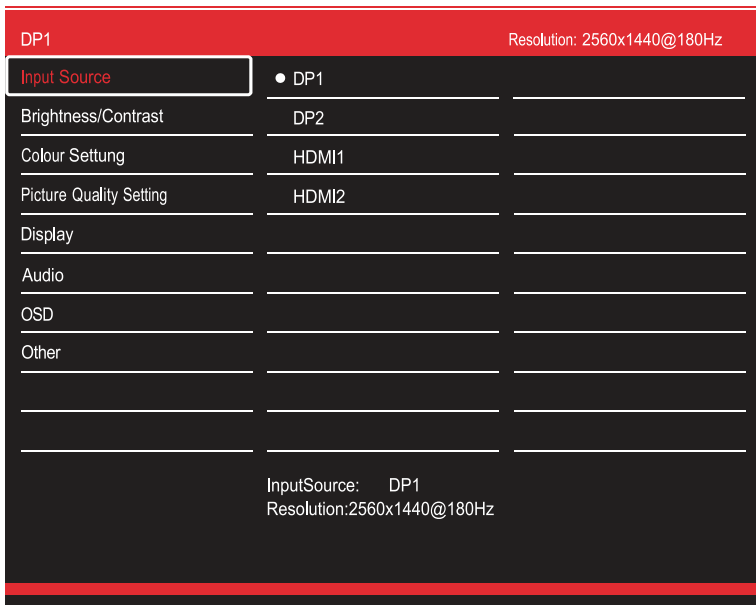 DP1 Resolution: 2560x1440@180Hz
Input Source DP1
Brightness/Contrast DP2
Colour Settung HDMI1
Picture Quality Setting HDMI2
Display
Audio
OSD
Other
InputSource: DP1
Resolution:2560x1440@180Hz